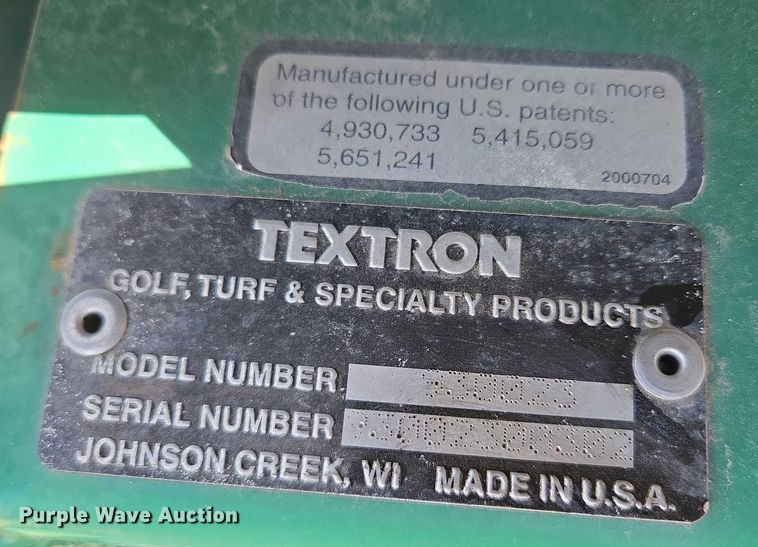 Manufactured under one or more
of the following U.S. patents:
4,930,733 5,415,059
5,651,241
2000704
TEXTRON
GOLF, TURF & SPECIALTY PRODUCTS
MODEL NUMBER
SERIAL NUMBER
JOHNSON CREEK, WI MADE IN U.S.A.
Purple Wave Auction